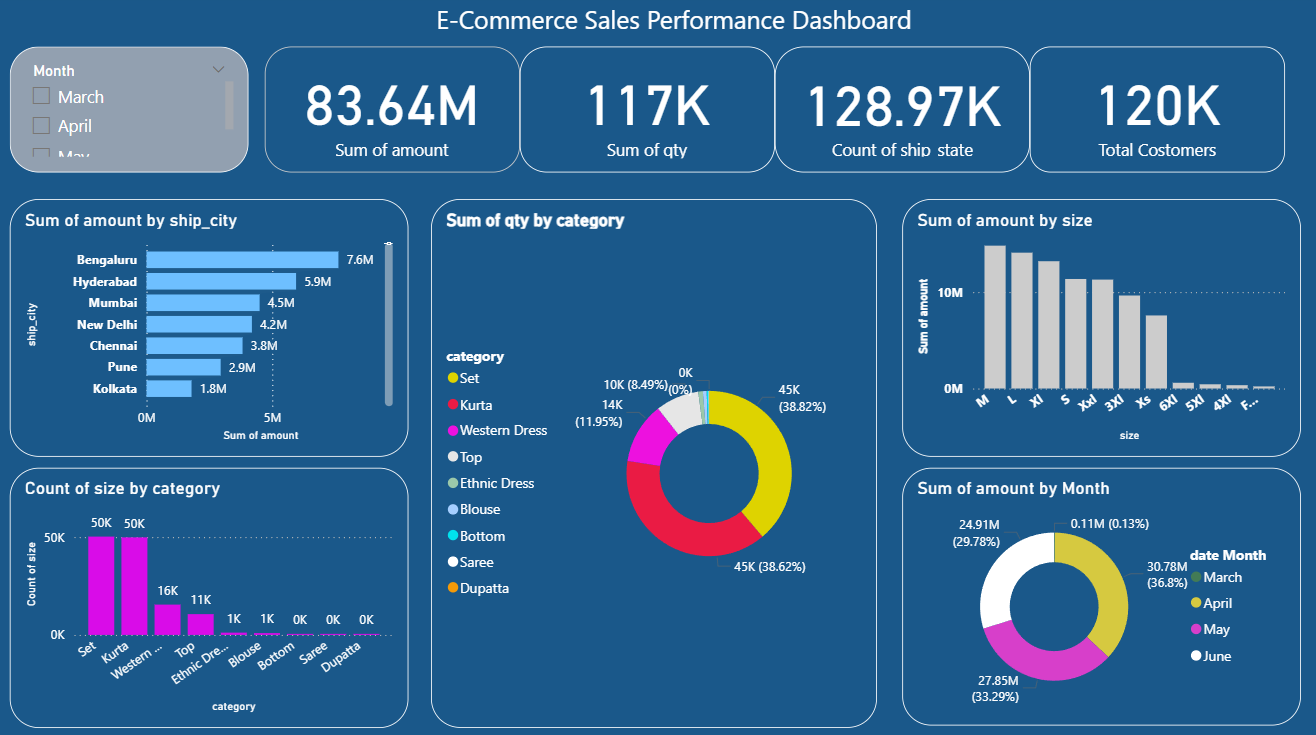 E-Commerce Sales Performance Dashboard
Month
March
April
May
83.64M
Sum of amount
117K
Sum of qty
128.97K
Count of ship_state
120K
Total Costomers
Sum of amount by ship_city
ship_city
Bengaluru
7.6M
Hyderabad
5.9M
Mumbai
4.5M
New Delhi
4.2M
Chennai
3.8M
Pune
2.9M
Kolkata
1.8M
0M
5M
Sum of amount
Sum of qty by category
category
Set
Kurta
Western Dress
Top
Ethnic Dress
Blouse
Bottom
Saree
Dupatta
0K
(0%)
10K (8.49%)
14K
(11.95%)
45K
(38.82%)
45K (38.62%)
Sum of amount by size
Sum of amount
10M
0M
M
L
Xl
S
Xxl
3Xl
Xs
6Xl
5Xl
4Xl
F...
size
Count of size by category
Count of size
50K
0K
50K
50K
16K
11K
1K
1K
0K
0K
0K
Set
Kurta
Western ...
Top
Ethnic Dre...
Blouse
Bottom
Saree
Dupatta
category
Sum of amount by Month
24.91M
(29.78%)
0.11M (0.13%)
30.78M
(36.8%)
27.85M
(33.29%)
date Month
March
April
May
June